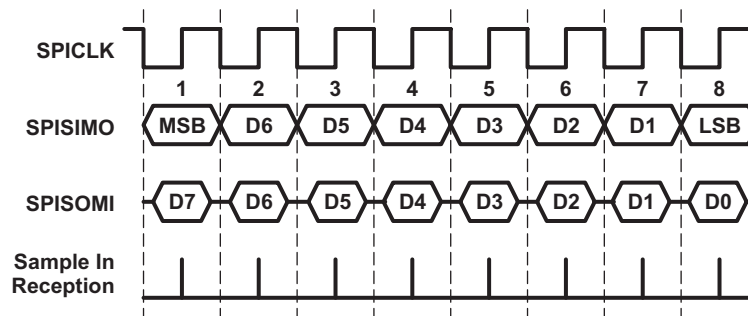 SPICLK
1 2 3 4 5 6 7 8
SPISIMO MSB D6 D5 D4 D3 D2 D1 LSB
SPISOMI D7 D6 D5 D4 D3 D2 D1 D0
Sample In
Reception